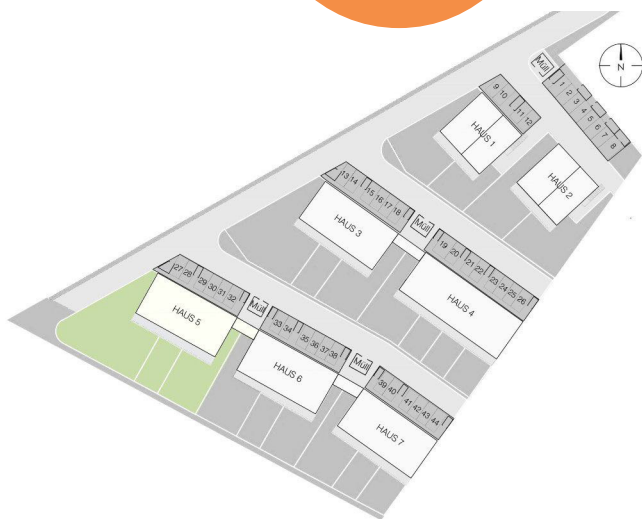 Müll
N
1 2 3 4 5 6 7 8
9 10 11 12
HAUS 1
HAUS 2
13 14 15 16 17 18
Müll
HAUS 3
19 20 21 22 23 24 25 26
HAUS 4
27 28 29 30 31 32
Müll
HAUS 5
33 34 35 36 37 38
Müll
HAUS 6
39 40 41 42 43 44
HAUS 7